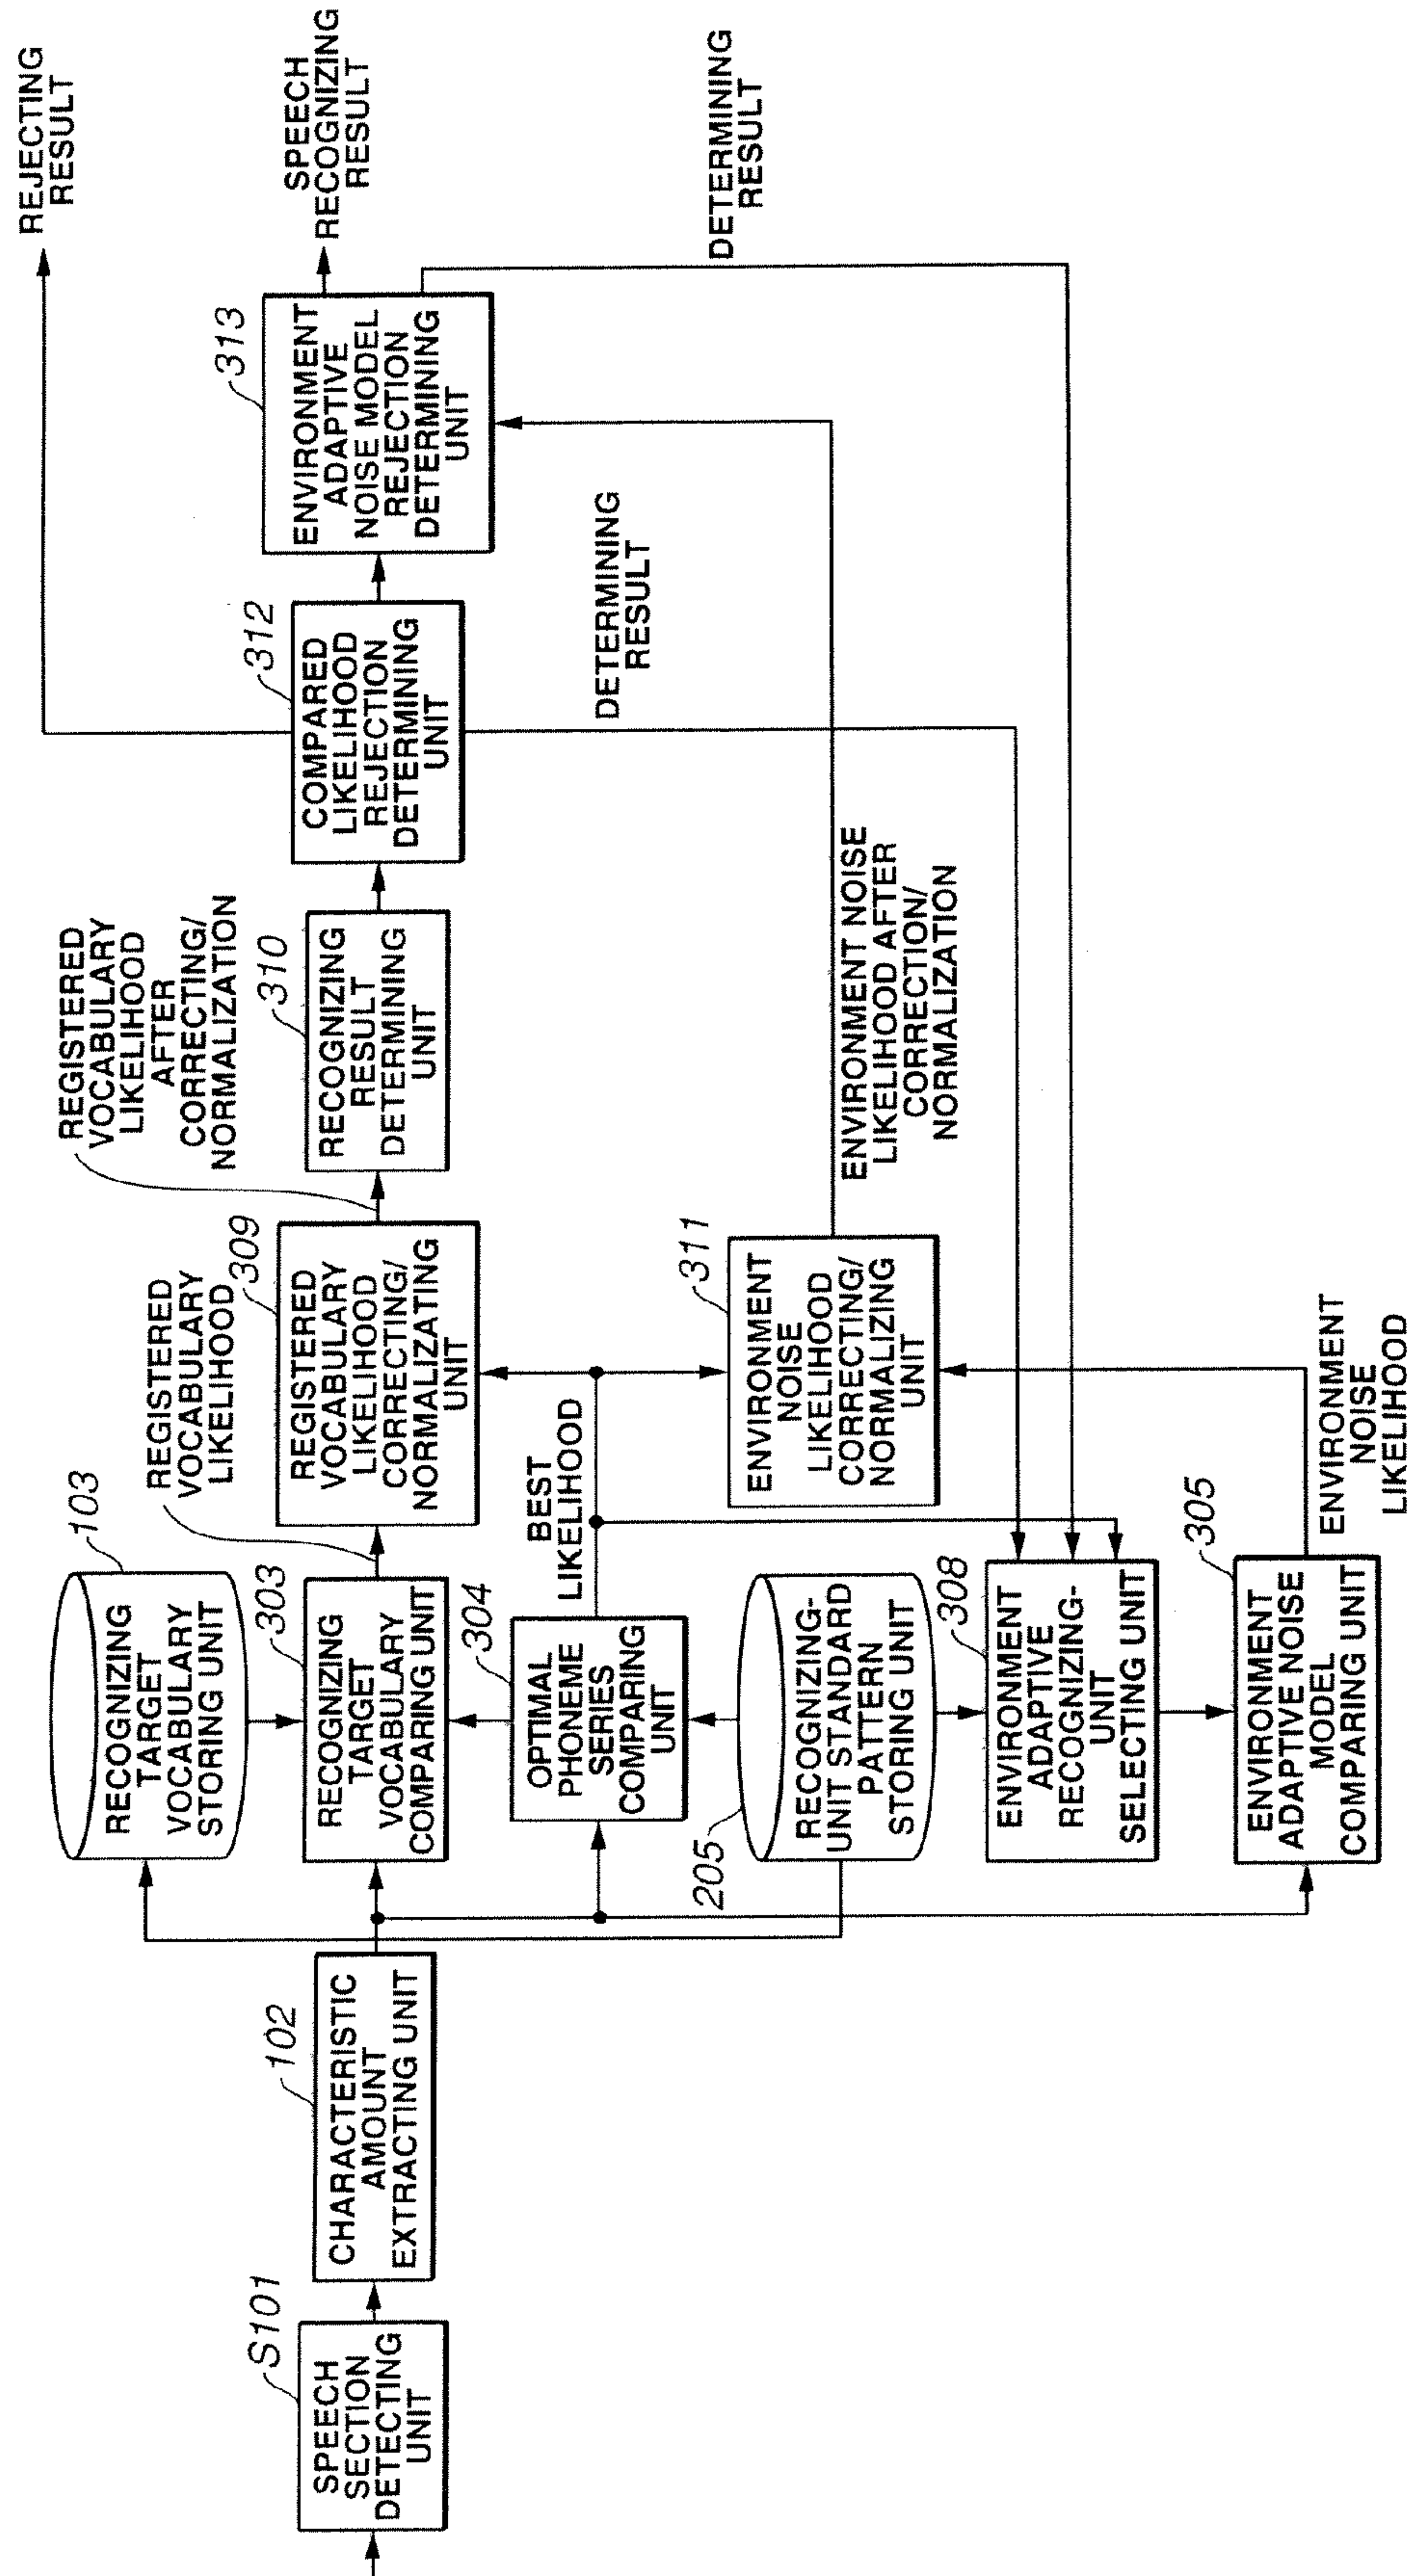 S101
SPEECH
SECTION
DETECTING
UNIT
102
CHARACTERISTIC
AMOUNT
EXTRACTING UNIT
103
RECOGNIZING
TARGET
VOCABULARY
STORING UNIT
303
RECOGNIZING
TARGET
VOCABULARY
COMPARING UNIT
304
OPTIMAL
PHONEME
SERIES
COMPARING
UNIT
205
RECOGNIZING-
UNIT STANDARD
PATTERN
STORING UNIT
308
ENVIRONMENT
ADAPTIVE
RECOGNIZING-
UNIT
SELECTING UNIT
305
ENVIRONMENT
ADAPTIVE NOISE
MODEL
COMPARING UNIT
REGISTERED
VOCABULARY
LIKELIHOOD
BEST
LIKELIHOOD
ENVIRONMENT
NOISE
LIKELIHOOD
309
REGISTERED
VOCABULARY
LIKELIHOOD
CORRECTING/
NORMALIZATING
UNIT
311
ENVIRONMENT
NOISE
LIKELIHOOD
CORRECTING/
NORMALIZING
UNIT
REGISTERED
VOCABULARY
LIKELIHOOD
AFTER
CORRECTING/
NORMALIZATION
310
RECOGNIZING
RESULT
DETERMINING
UNIT
ENVIRONMENT NOISE
LIKELIHOOD AFTER
CORRECTION/
NORMALIZATION
312
COMPARED
LIKELIHOOD
REJECTION
DETERMINING
UNIT
DETERMINING
RESULT
313
ENVIRONMENT
ADAPTIVE
NOISE MODEL
REJECTION
DETERMINING
UNIT
REJECTING
RESULT
SPEECH
RECOGNIZING
RESULT
DETERMINING
RESULT